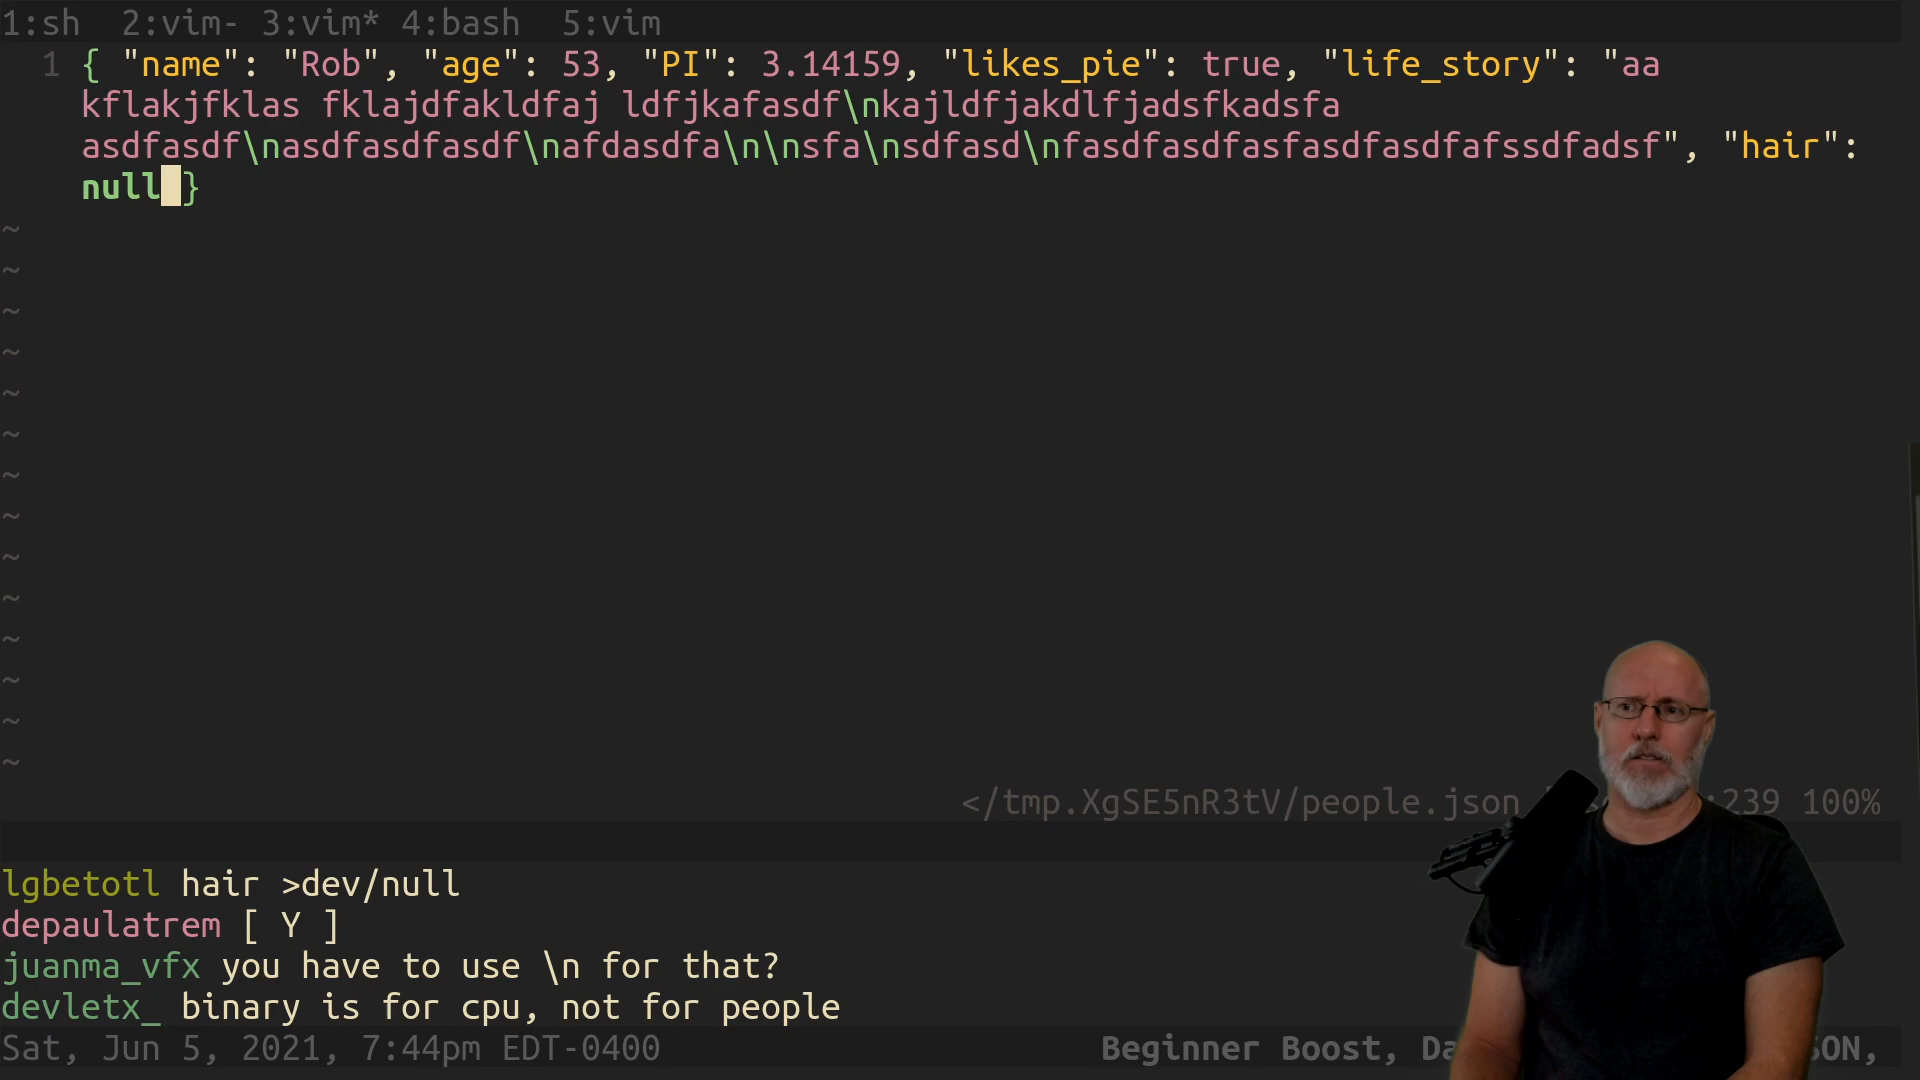 1:sh  2:vim- 3:vim* 4:bash  5:vim
1 { "name": "Rob", "age": 53, "PI": 3.14159, "likes_pie": true, "life_story": "aa
kflakjfklas fklajdfakldfaj ldfjkafasdf\nkajldfjakdlfjadsfkadsfa
asdfasdf\nasdfasdfasdf\nafdasdfa\n\nsfa\nsdfasd\nfasdfasdfasfasdfasdfafssdfadsf", "hair":
null }
~
~
~
~
~
~
~
~
~
~
~
~
~
~
</tmp.XgSE5nR3tV/people.json :239 100%
lgbetotl hair >dev/null
depaulatrem [ Y ]
juanma_vfx you have to use \n for that?
devletx_ binary is for cpu, not for people
Sat, Jun 5, 2021, 7:44pm EDT-0400 Beginner Boost,